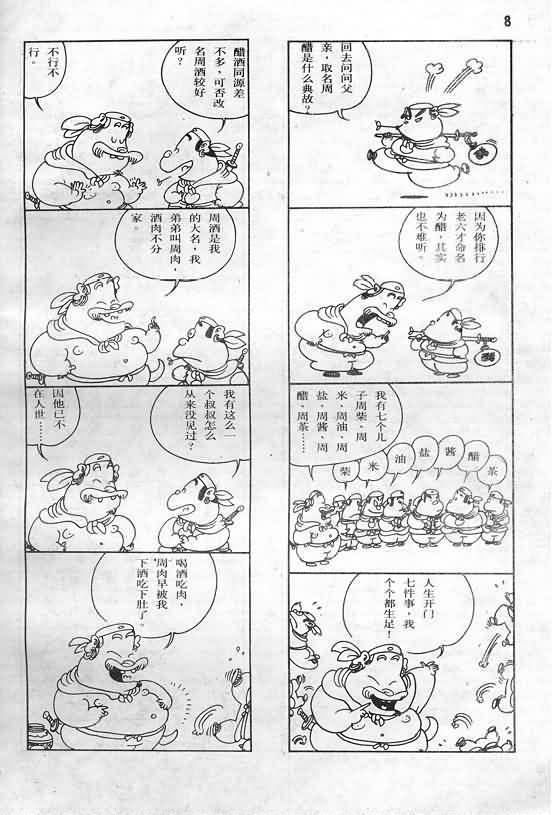 8
回去问问父
亲，取名周
醋是什么典故？
因为你排行
老六才命名
为醋，其实
也不难听。
我有七个儿
子周柴、周
米、周油、周
盐、周酱、周
醋、周茶……
柴
米
油
盐
酱
醋
茶
人生开门
七件事，我
个个都生足！
醋酒同源差
不多，可否改
名周酒较好
听？
不行不
行。
周酒是我
的大名，我
弟弟叫周肉，
酒肉不分
家。
我有这么一
个叔叔怎么
从来没见过？
因他已不
在人世……
喝酒吃肉，
周肉早被我
下酒吃下肚了。